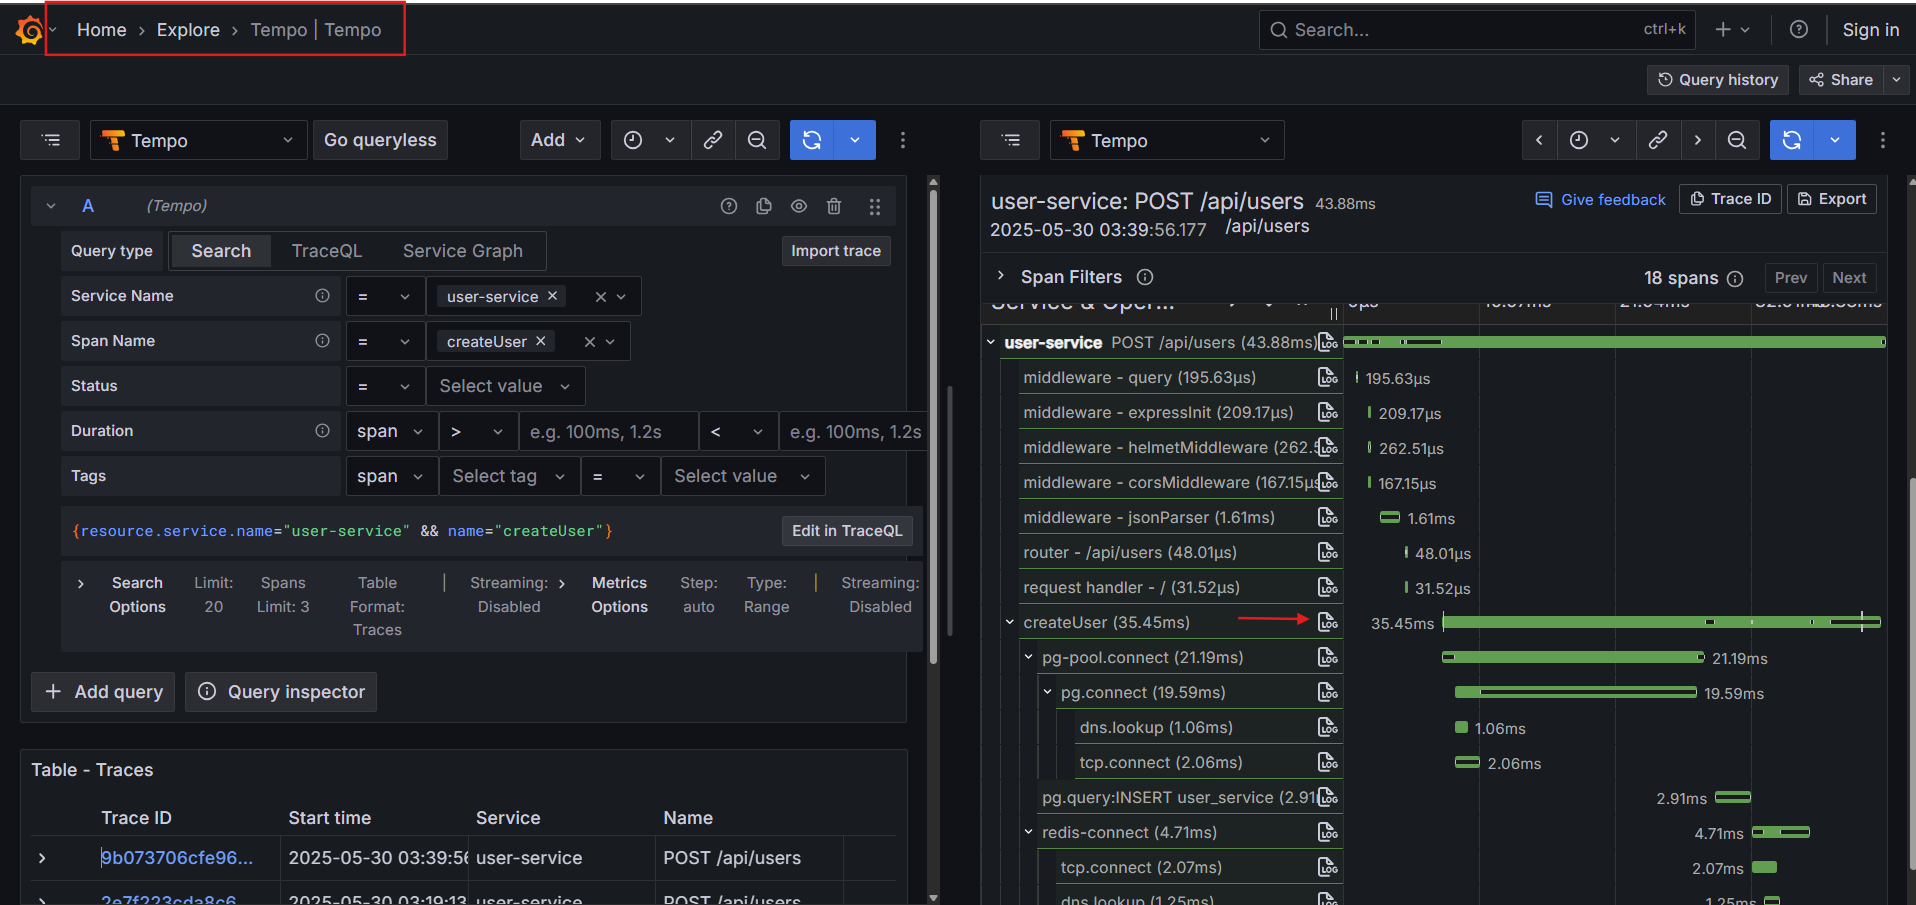 Home › Explore › Tempo | Tempo
Search... ctrl+k
Sign in
Query history
Share
Tempo
Go queryless
Add
A (Tempo)
Query type Search TraceQL Service Graph Import trace
Service Name = user-service
Span Name = createUser
Status = Select value
Duration span > e.g. 100ms, 1.2s < e.g. 100ms, 1.2s
Tags span Select tag = Select value
{resource.service.name="user-service" && name="createUser"}
Edit in TraceQL
Search Options
Limit: 20
Spans Limit: 3
Table Format: Traces
Streaming: Disabled
Metrics Options
Step: auto
Type: Range
Streaming: Disabled
Add query
Query inspector
Table - Traces
Trace ID Start time Service Name
9b073706cfe96... 2025-05-30 03:39:56 user-service POST /api/users
2e7f223cda8c6 2025-05-30 03:19:13 user-service POST /api/users
Tempo
user-service: POST /api/users 43.88ms
2025-05-30 03:39:56.177 /api/users
Give feedback
Trace ID
Export
Span Filters
18 spans
Prev
Next
Service & Oper...
user-service POST /api/users (43.88ms)
middleware - query (195.63μs) 195.63μs
middleware - expressInit (209.17μs) 209.17μs
middleware - helmetMiddleware (262.5 262.51μs
middleware - corsMiddleware (167.15μs 167.15μs
middleware - jsonParser (1.61ms) 1.61ms
router - /api/users (48.01μs) 48.01μs
request handler - / (31.52μs) 31.52μs
createUser (35.45ms) 35.45ms
pg-pool.connect (21.19ms) 21.19ms
pg.connect (19.59ms) 19.59ms
dns.lookup (1.06ms) 1.06ms
tcp.connect (2.06ms) 2.06ms
pg.query:INSERT user_service (2.91 2.91ms
redis-connect (4.71ms) 4.71ms
tcp.connect (2.07ms) 2.07ms
dns.lookup (1.25ms) 1.25ms